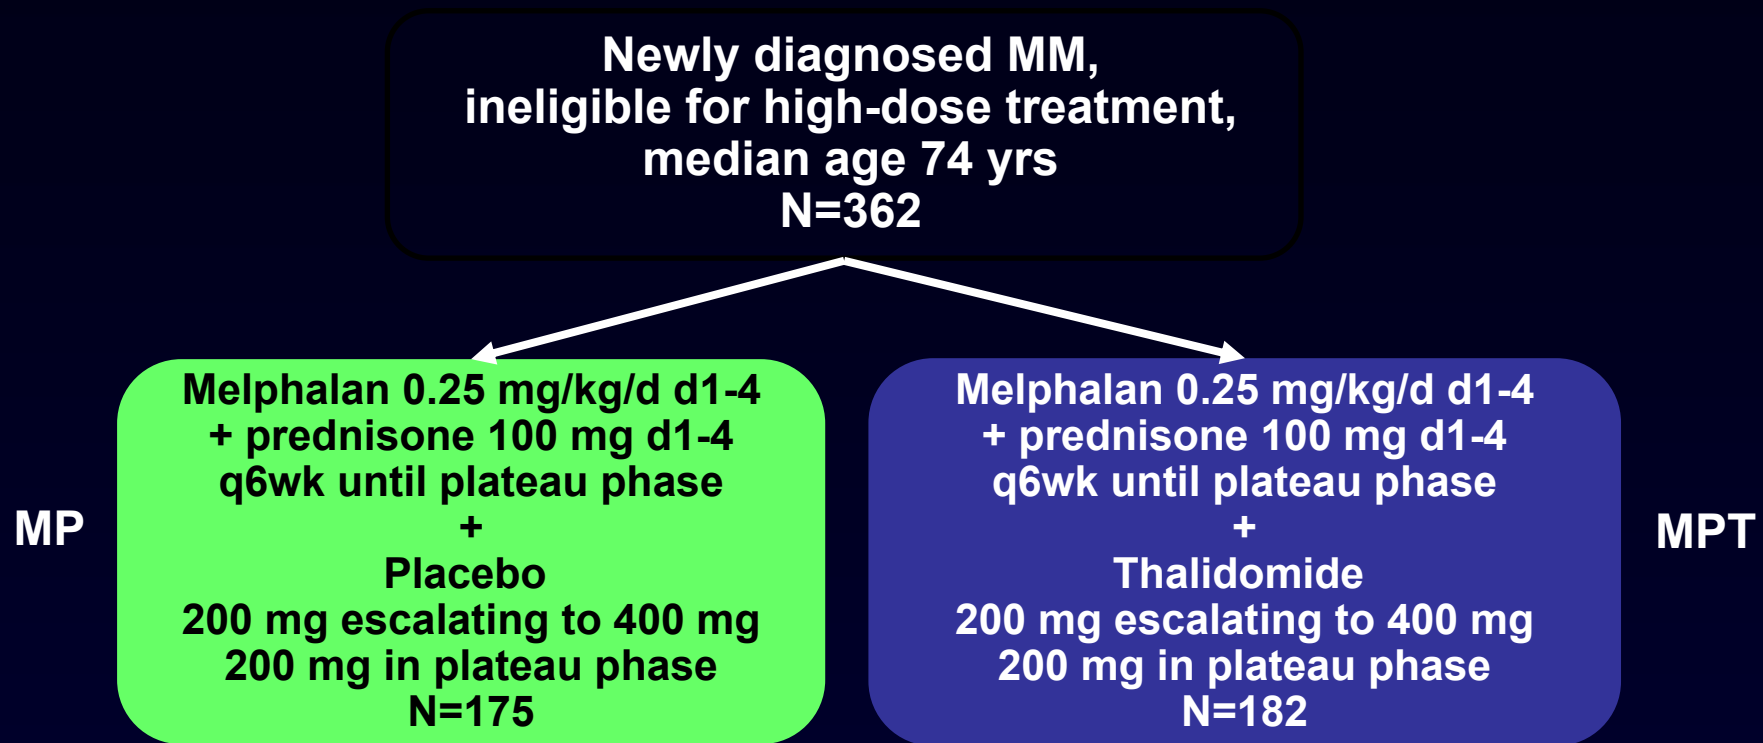 Newly diagnosed MM,
ineligible for high-dose treatment,
median age 74 yrs
N=362
MP
Melphalan 0.25 mg/kg/d d1-4
+ prednisone 100 mg d1-4
q6wk until plateau phase
+
Placebo
200 mg escalating to 400 mg
200 mg in plateau phase
N=175
Melphalan 0.25 mg/kg/d d1-4
+ prednisone 100 mg d1-4
q6wk until plateau phase
+
Thalidomide
200 mg escalating to 400 mg
200 mg in plateau phase
N=182
MPT